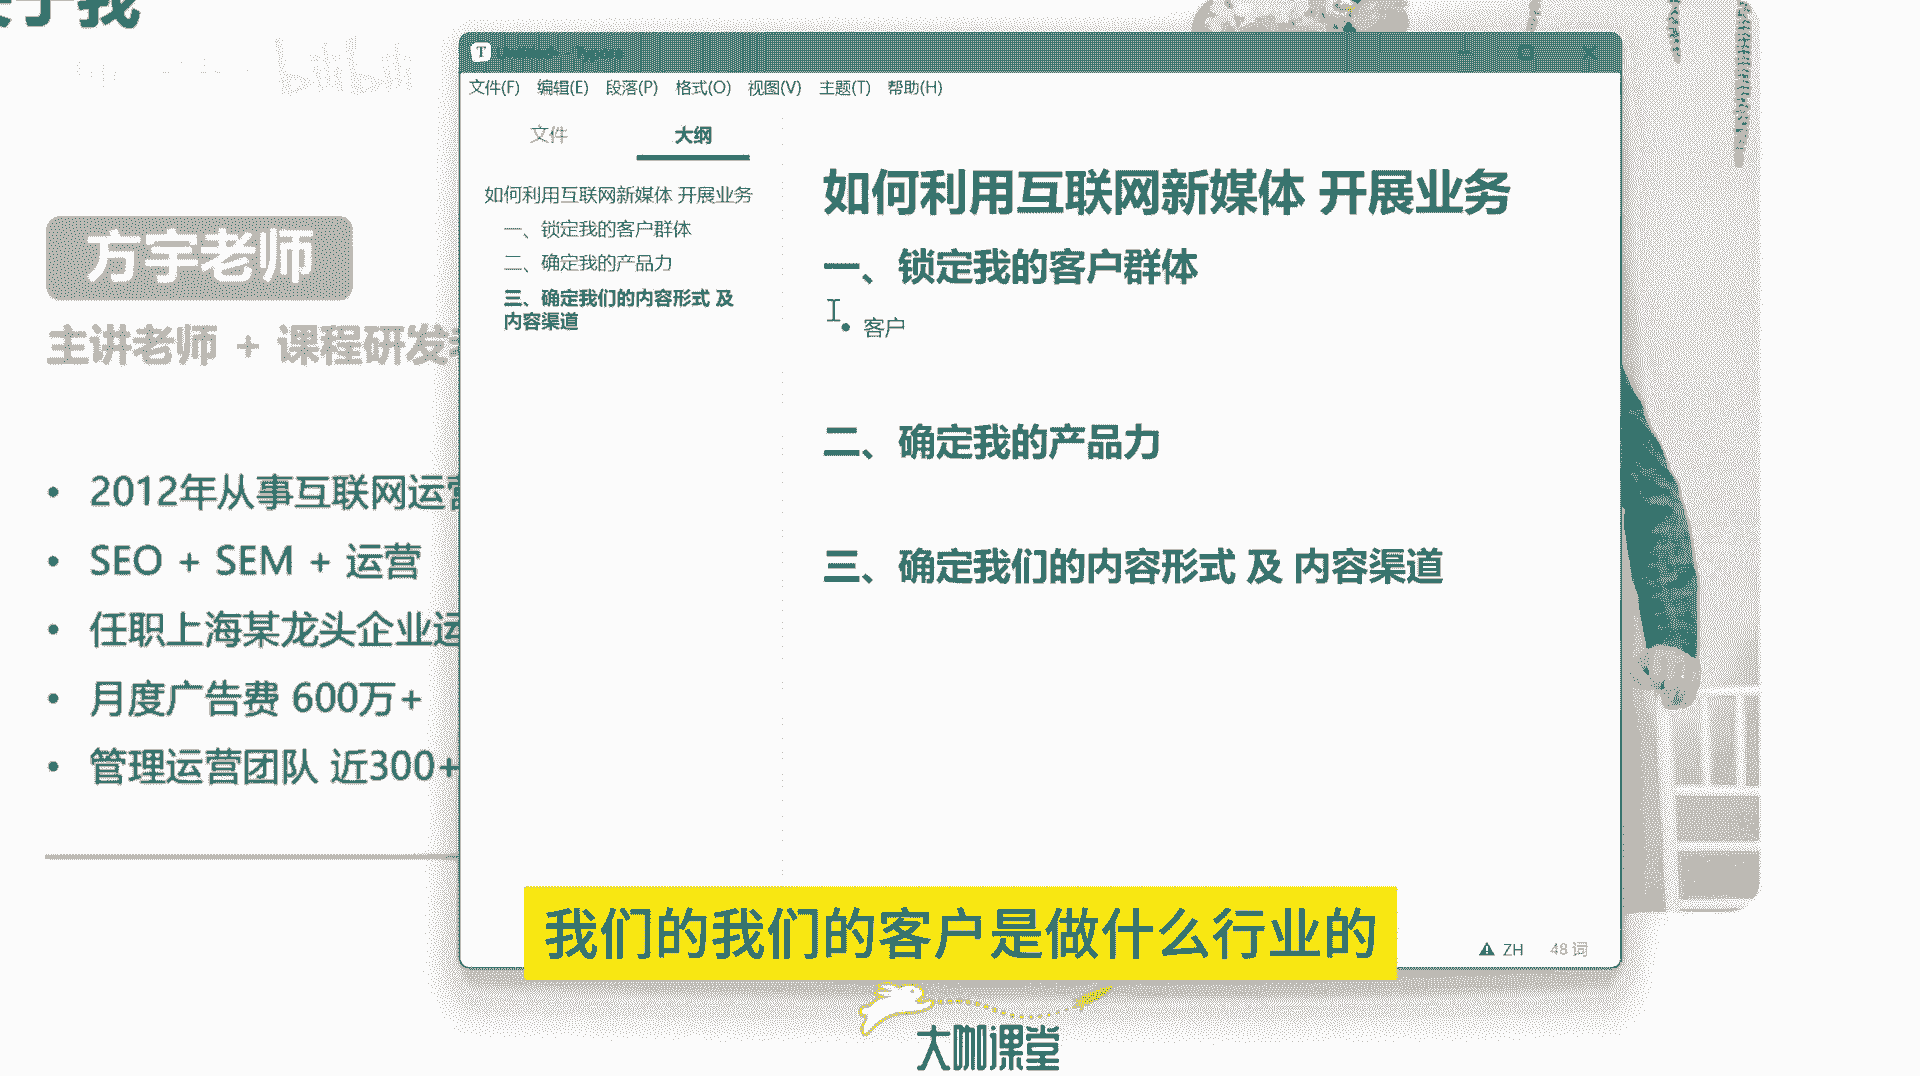 bilibili
方宇老师
主讲老师 + 课程研发
2012年从事互联网运营
SEO + SEM + 运营
任职上海某龙头企业运
月度广告费 600万+
管理运营团队 近300+
文件(F) 编辑(E) 段落(P) 格式(O) 视图(V) 主题(T) 帮助(H)
文件 大纲
如何利用互联网新媒体 开展业务
一、锁定我的客户群体
二、确定我的产品力
三、确定我们的内容形式 及
内容渠道
如何利用互联网新媒体 开展业务
一、锁定我的客户群体
客户
二、确定我的产品力
三、确定我们的内容形式 及 内容渠道
ZH 48 词
我们的我们的客户是做什么行业的
大咖课堂